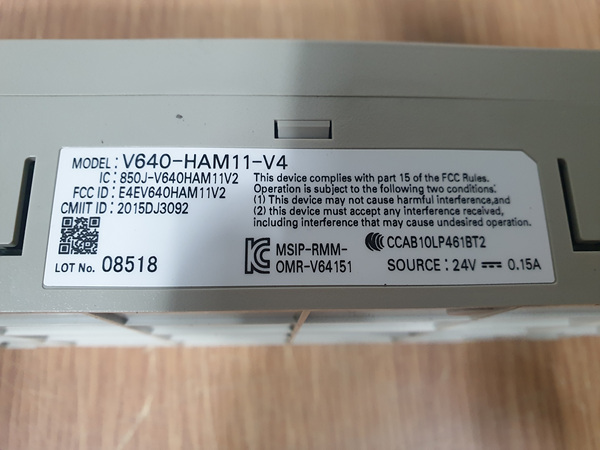 MODEL: V640-HAM11-V4
IC: 850J-V640HAM11V2
FCC ID: E4EV640HAM11V2
CMIIT ID: 2015DJ3092
LOT No. 08518
This device complies with part 15 of the FCC Rules.
Operation is subject to the following two conditions:
(1) This device may not cause harmful interference,and
(2) this device must accept any interference received,
including interference that may cause undesired operation.
MSIP-RMM-
OMR-V64151
CCAB10LP461BT2
SOURCE: 24V ⎓ 0.15A